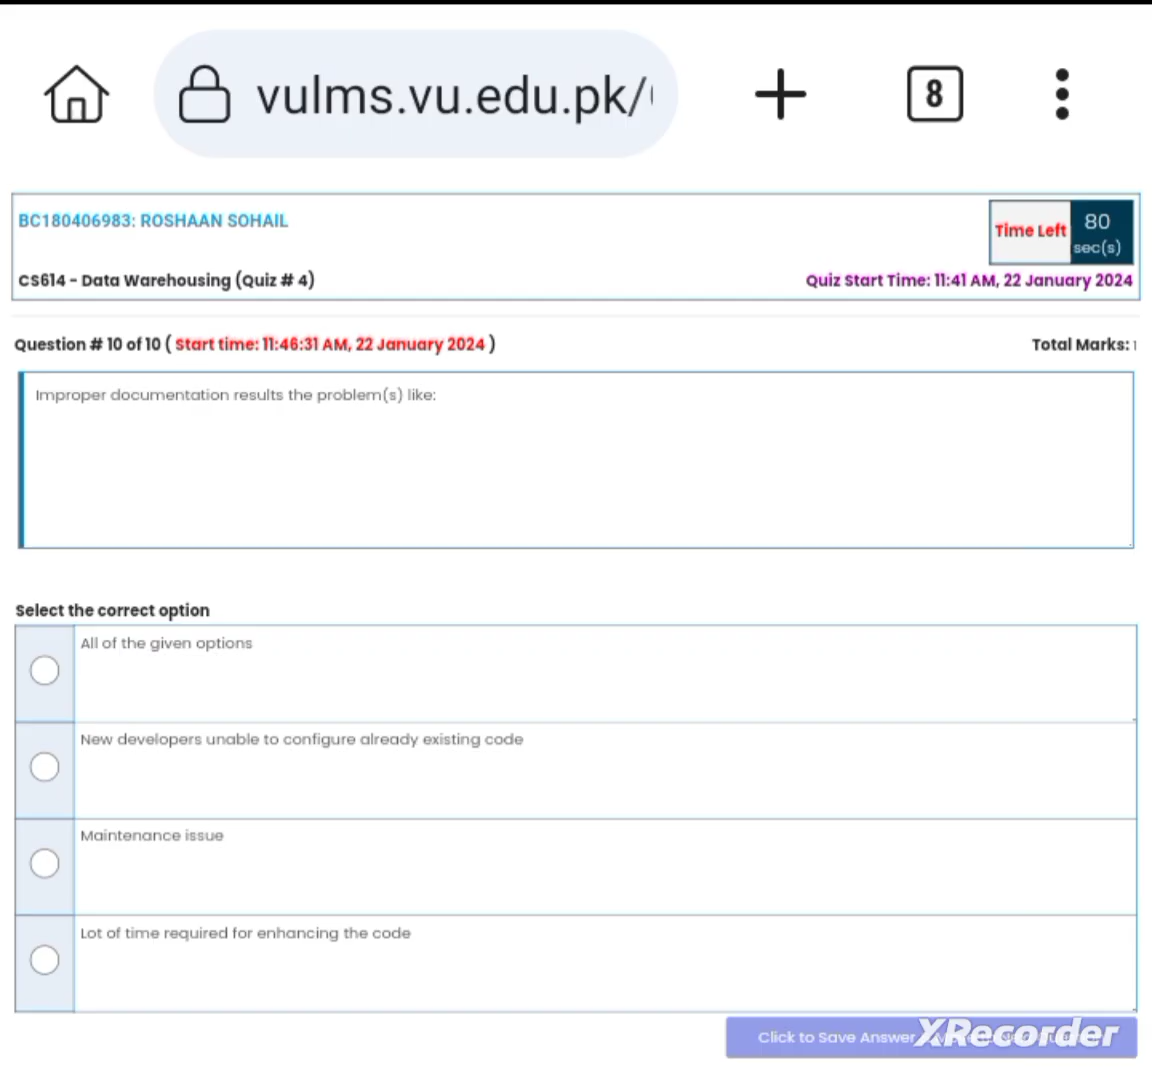 vulms.vu.edu.pk/
8
BC180406983: ROSHAAN SOHAIL
Time Left
80
sec(s)
CS614 - Data Warehousing (Quiz # 4)
Quiz Start Time: 11:41 AM, 22 January 2024
Question # 10 of 10 ( Start time: 11:46:31 AM, 22 January 2024 )
Total Marks: 1
Improper documentation results the problem(s) like:
Select the correct option
All of the given options
New developers unable to configure already existing code
Maintenance issue
Lot of time required for enhancing the code
Click to Save Answer
XRecorder